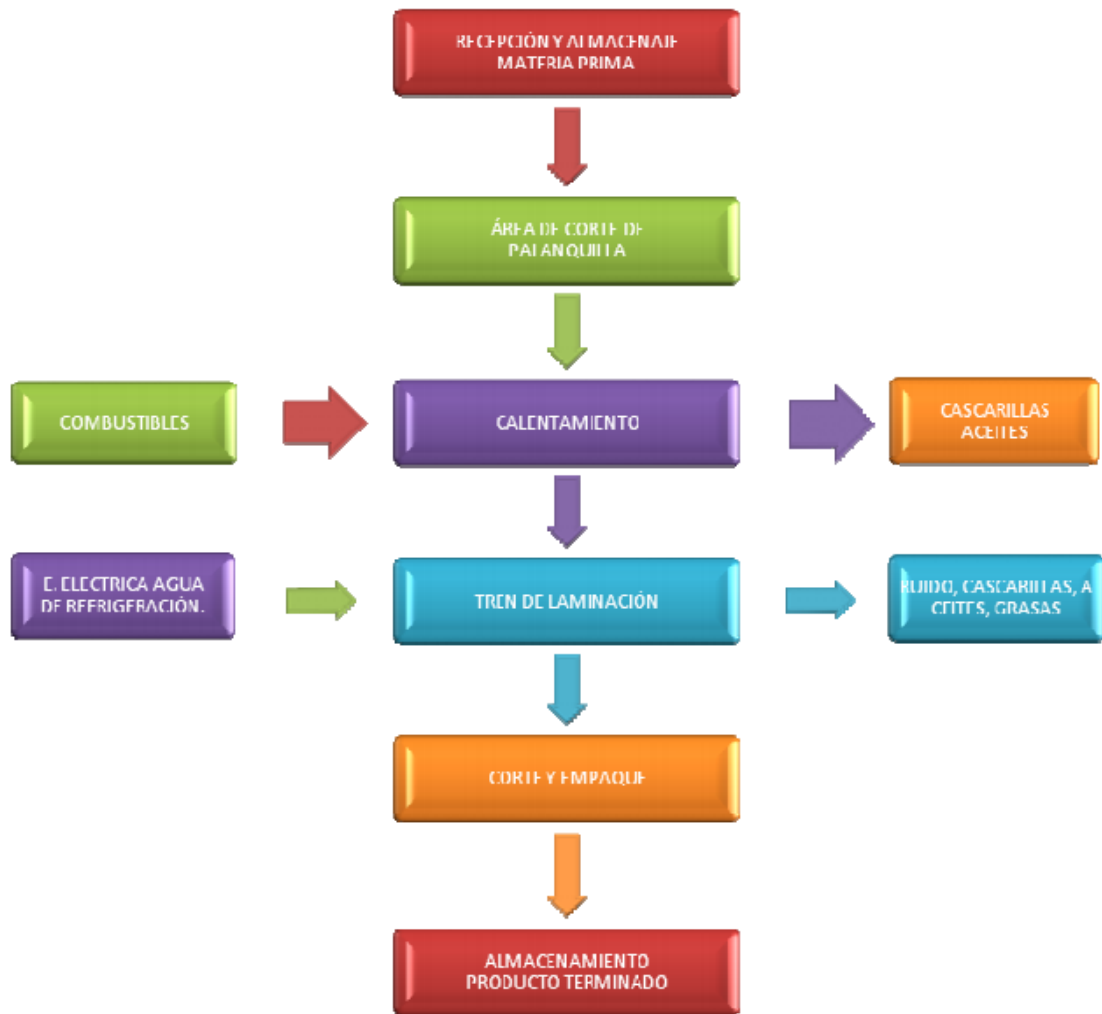 RECEPCIÓN Y ALMACENAJE
MATERIA PRIMA
ÁREA DE CORTE DE
PALANQUILLA
COMBUSTIBLES
CALENTAMIENTO
CASCARILLAS
ACEITES
E. ELECTRICA AGUA
DE REFRIGERACIÓN.
TREN DE LAMINACIÓN
RUIDO, CASCARILLAS, A
CEITES, GRASAS
CORTE Y EMPAQUE
ALMACENAMIENTO
PRODUCTO TERMINADO